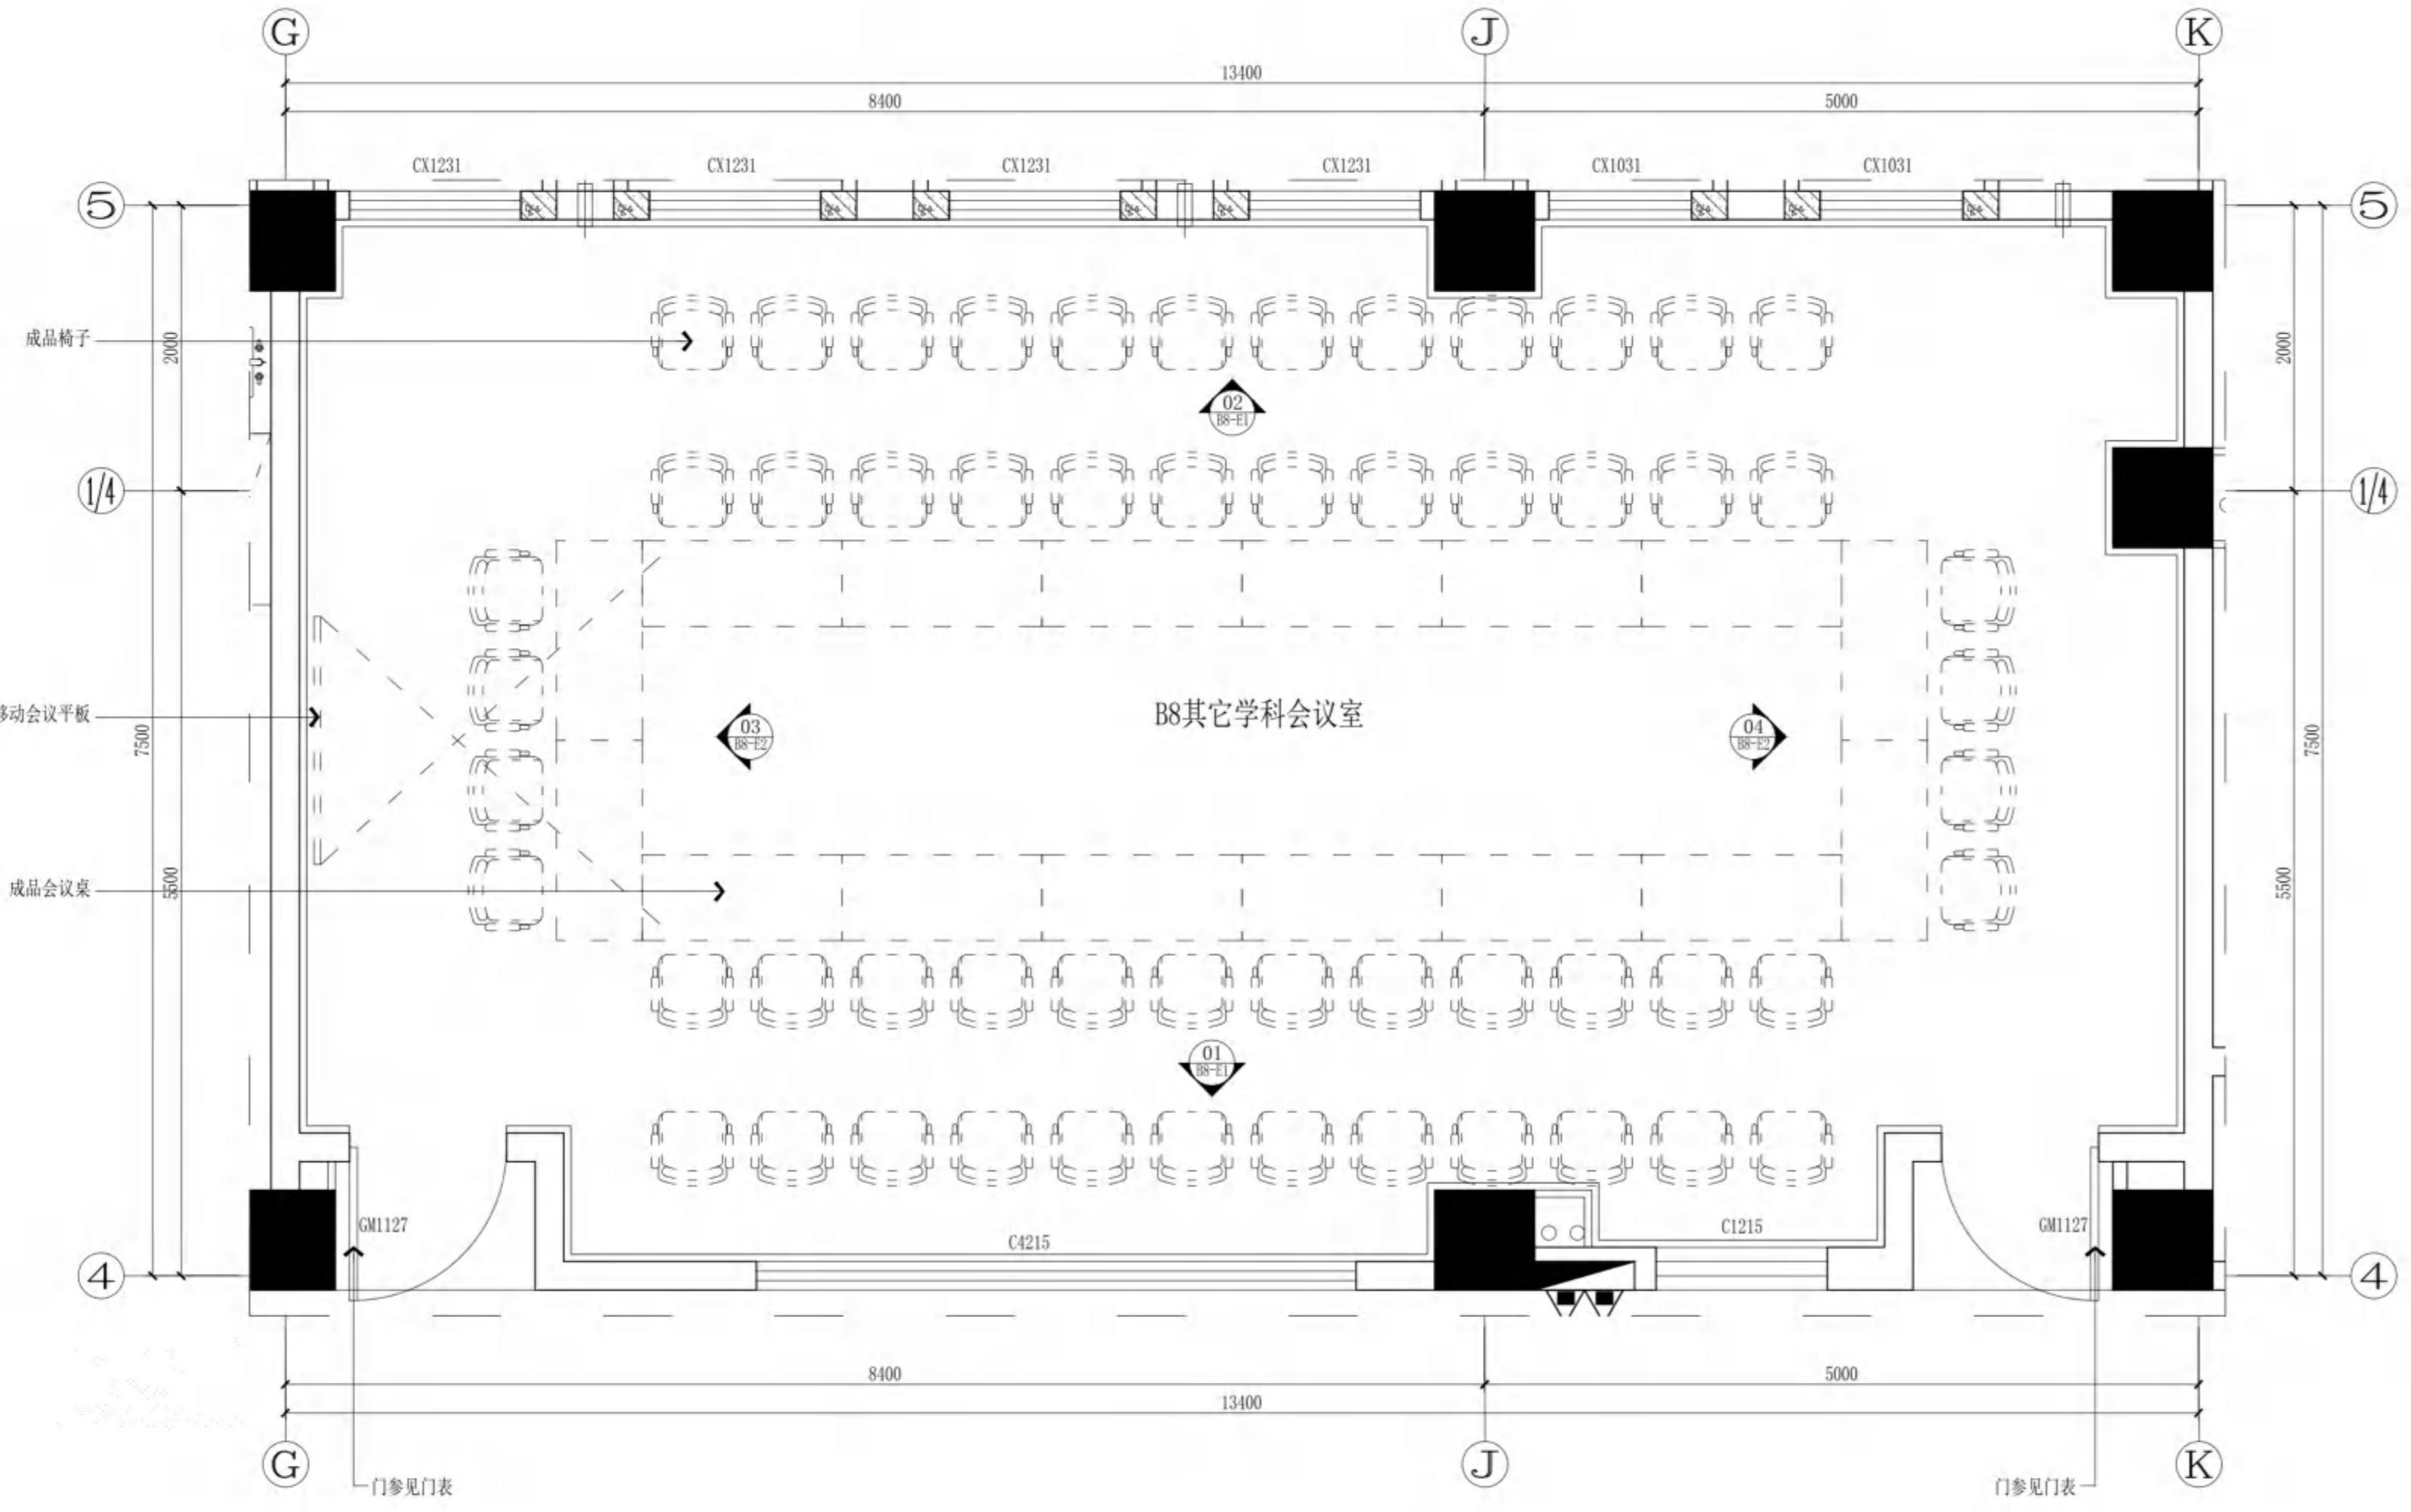 G J K
13400
8400 5000
CX1231 CX1231 CX1231 CX1231 CX1031 CX1031
5 5
2000 2000
成品椅子
02
B8-E1
1/4 1/4
移动会议平板
B8其它学科会议室
03
B8-E2
04
B8-E2
7500 7500
5500 5500
成品会议桌
01
B8-E1
GM1127 C4215 C1215 GM1127
4 4
8400 5000
13400
G J K
门参见门表 门参见门表